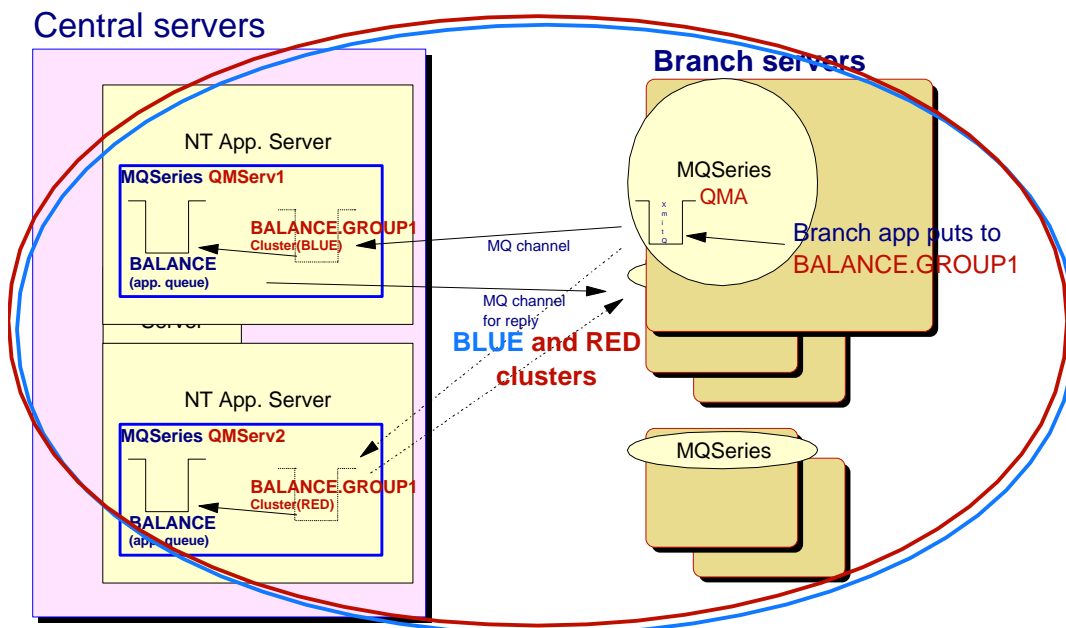 Central servers
NT App. Server
MQSeries QMServ1
BALANCE.GROUP1
Cluster(BLUE)
BALANCE
(app. queue)
Server
NT App. Server
MQSeries QMServ2
BALANCE.GROUP1
Cluster(RED)
BALANCE
(app. queue)
MQ channel
MQ channel
for reply
BLUE and RED
clusters
Branch servers
MQSeries
QMA
XmitQ
Branch app puts to
BALANCE.GROUP1
MQSeries